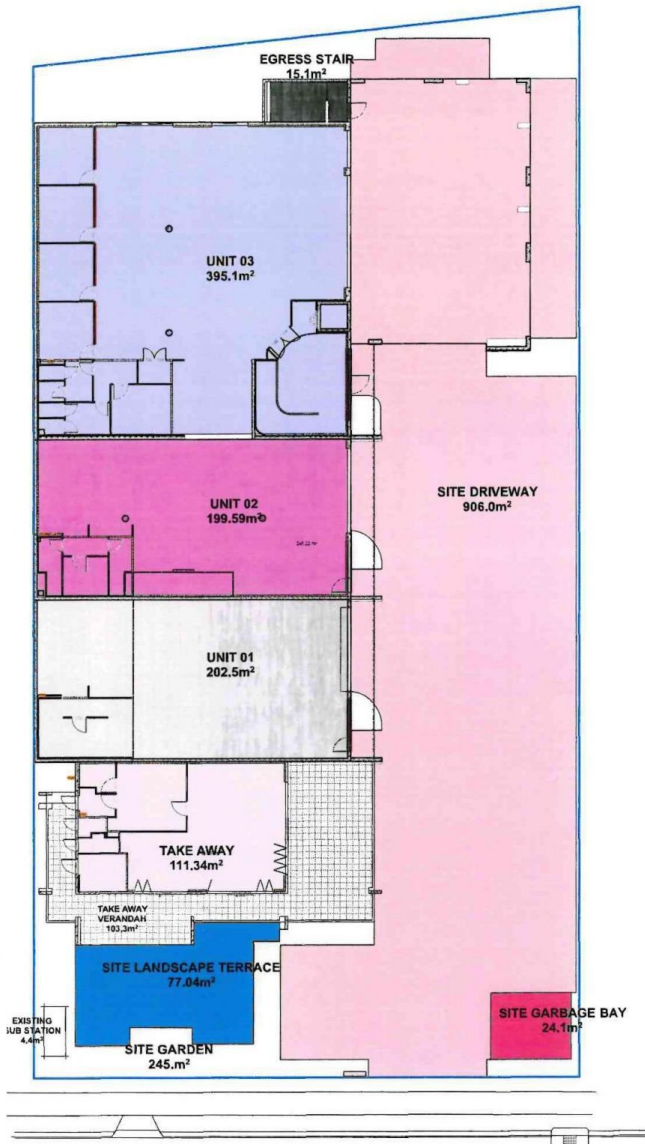 EGRESS STAIR
15.1m²
UNIT 03
395.1m²
UNIT 02
199.59m²
SITE DRIVEWAY
906.0m²
UNIT 01
202.5m²
TAKE AWAY
111.34m²
TAKE AWAY
VERANDAH
103.3m²
SITE LANDSCAPE TERRACE
77.04m²
EXISTING
SUB STATION
4.4m²
SITE GARBAGE BAY
24.1m²
SITE GARDEN
245.m²